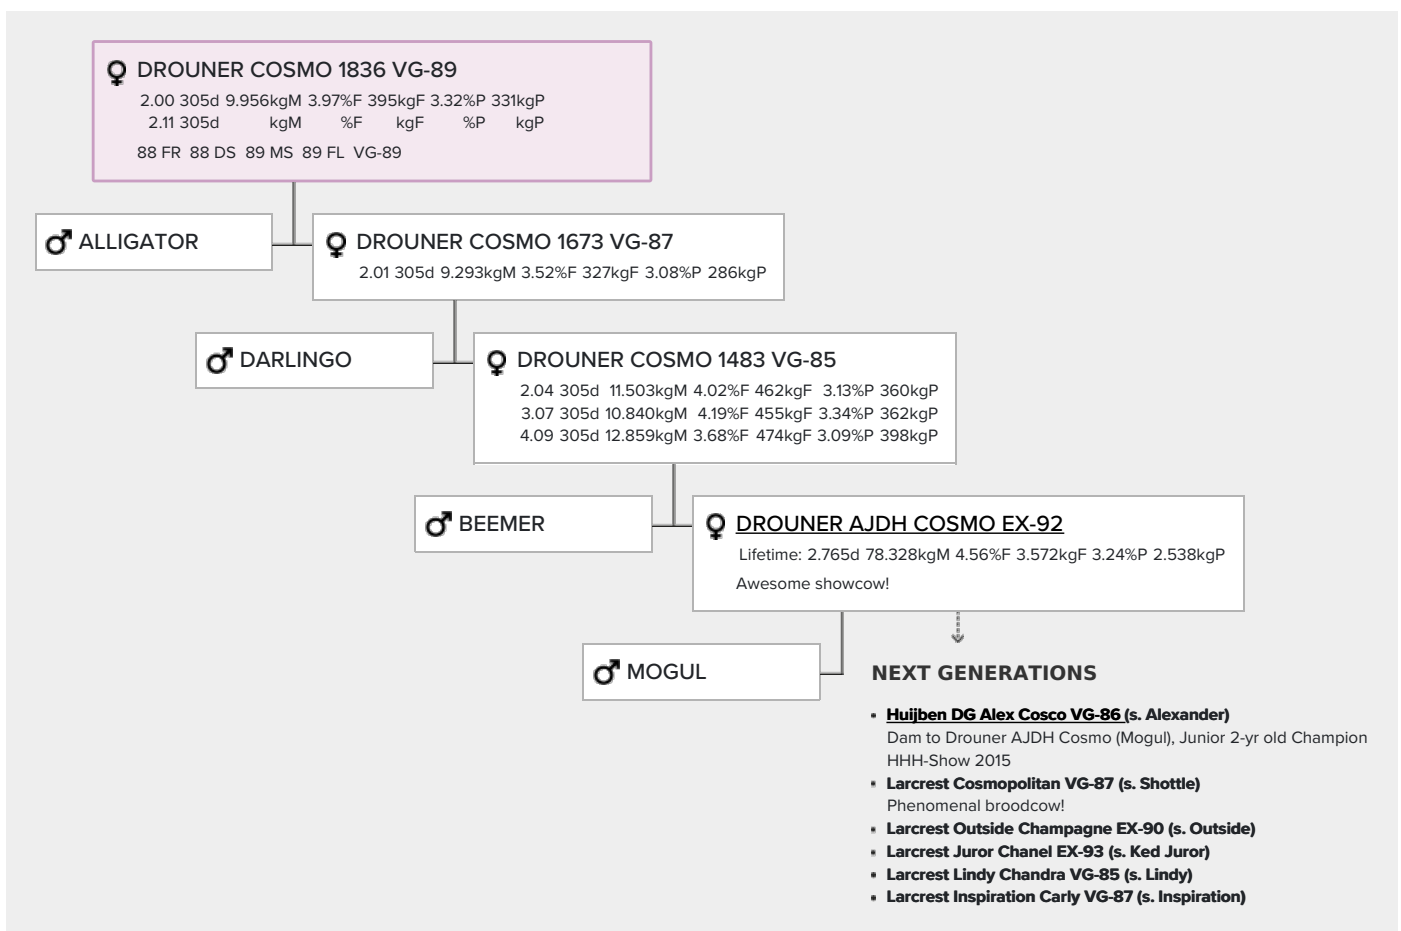 DROUNER COSMO 1836 VG-89
2.00 305d 9.956kgM 3.97%F 395kgF 3.32%P 331kgP
2.11 305d kgM %F kgF %P kgP
88 FR 88 DS 89 MS 89 FL VG-89
ALLIGATOR
DROUNER COSMO 1673 VG-87
2.01 305d 9.293kgM 3.52%F 327kgF 3.08%P 286kgP
DARLINGO
DROUNER COSMO 1483 VG-85
2.04 305d 11.503kgM 4.02%F 462kgF 3.13%P 360kgP
3.07 305d 10.840kgM 4.19%F 455kgF 3.34%P 362kgP
4.09 305d 12.859kgM 3.68%F 474kgF 3.09%P 398kgP
BEEMER
DROUNER AJDH COSMO EX-92
Lifetime: 2.765d 78.328kgM 4.56%F 3.572kgF 3.24%P 2.538kgP
Awesome showcow!
MOGUL
NEXT GENERATIONS
Huijben DG Alex Cosco VG-86 (s. Alexander)
Dam to Drouner AJDH Cosmo (Mogul), Junior 2-yr old Champion
HHH-Show 2015
Larcrest Cosmopolitan VG-87 (s. Shottle)
Phenomenal broodcow!
Larcrest Outside Champagne EX-90 (s. Outside)
Larcrest Juror Chanel EX-93 (s. Ked Juror)
Larcrest Lindy Chandra VG-85 (s. Lindy)
Larcrest Inspiration Carly VG-87 (s. Inspiration)